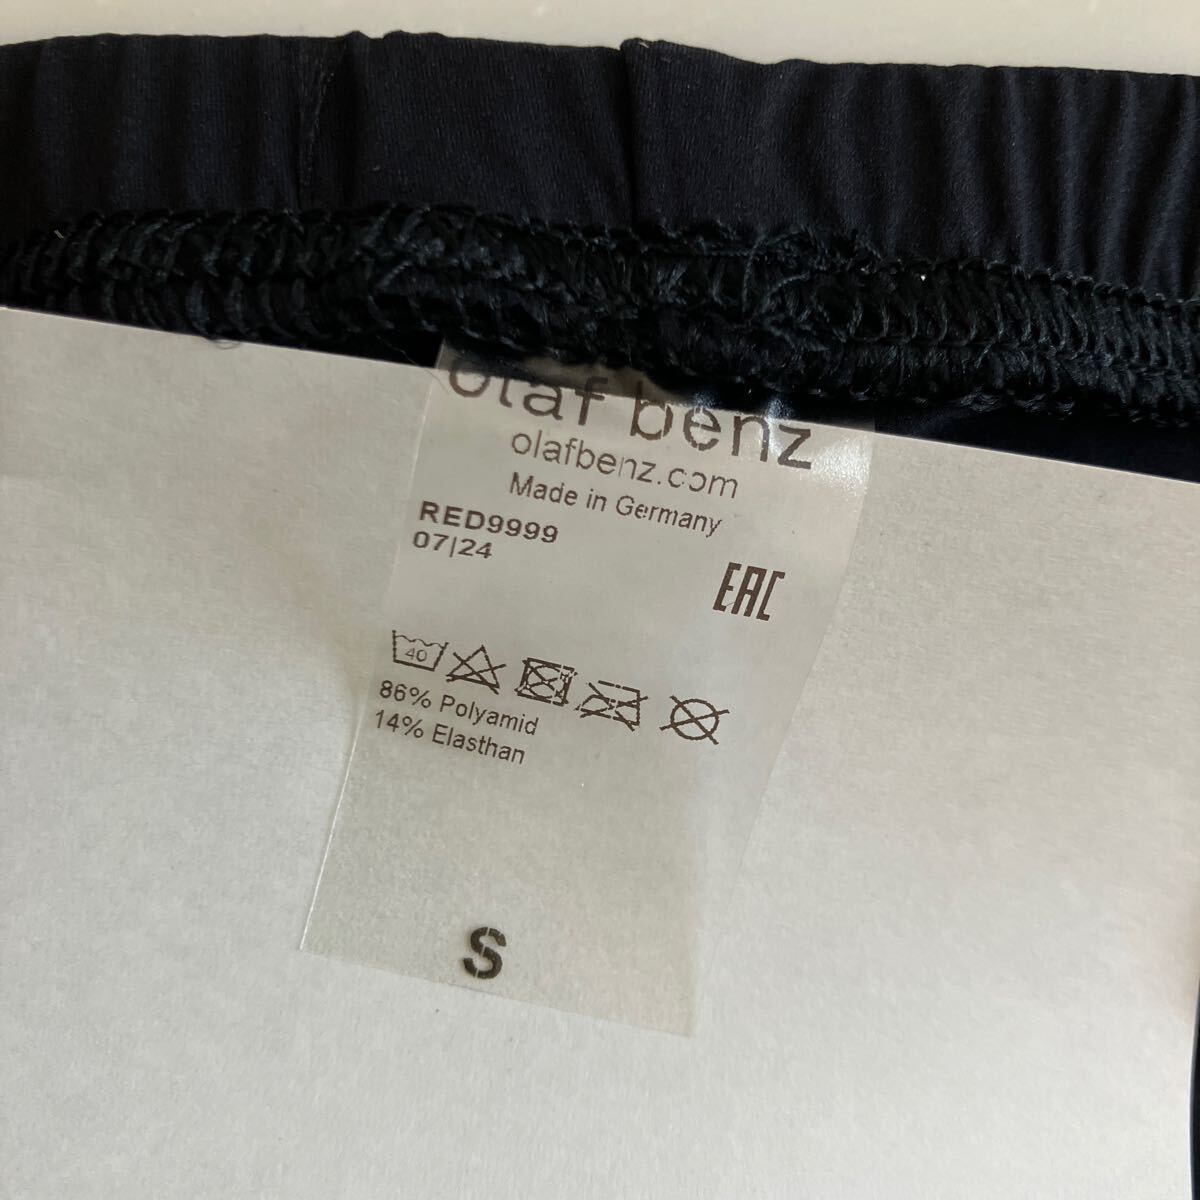 olaf benz
olafbenz.com
Made in Germany
RED9999
07|24
EAC
40
86% Polyamid
14% Elasthan
S